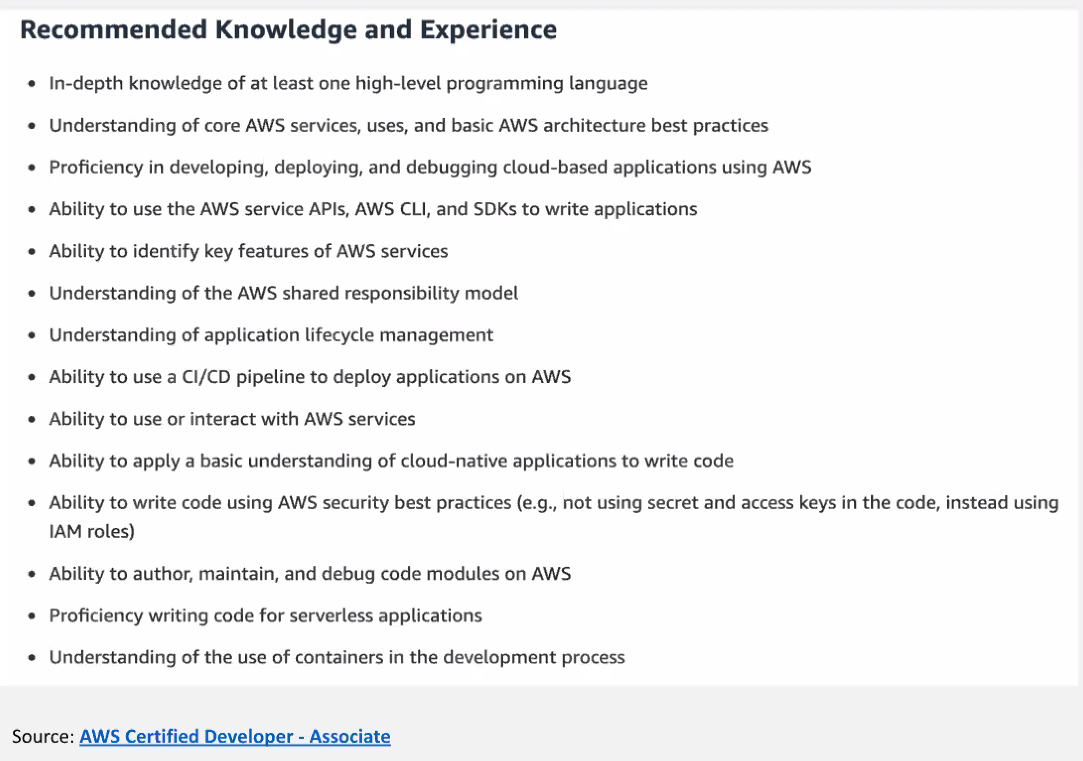 Recommended Knowledge and Experience
• In-depth knowledge of at least one high-level programming language
• Understanding of core AWS services, uses, and basic AWS architecture best practices
• Proficiency in developing, deploying, and debugging cloud-based applications using AWS
• Ability to use the AWS service APIs, AWS CLI, and SDKs to write applications
• Ability to identify key features of AWS services
• Understanding of the AWS shared responsibility model
• Understanding of application lifecycle management
• Ability to use a CI/CD pipeline to deploy applications on AWS
• Ability to use or interact with AWS services
• Ability to apply a basic understanding of cloud-native applications to write code
• Ability to write code using AWS security best practices (e.g., not using secret and access keys in the code, instead using
IAM roles)
• Ability to author, maintain, and debug code modules on AWS
• Proficiency writing code for serverless applications
• Understanding of the use of containers in the development process
Source: AWS Certified Developer - Associate